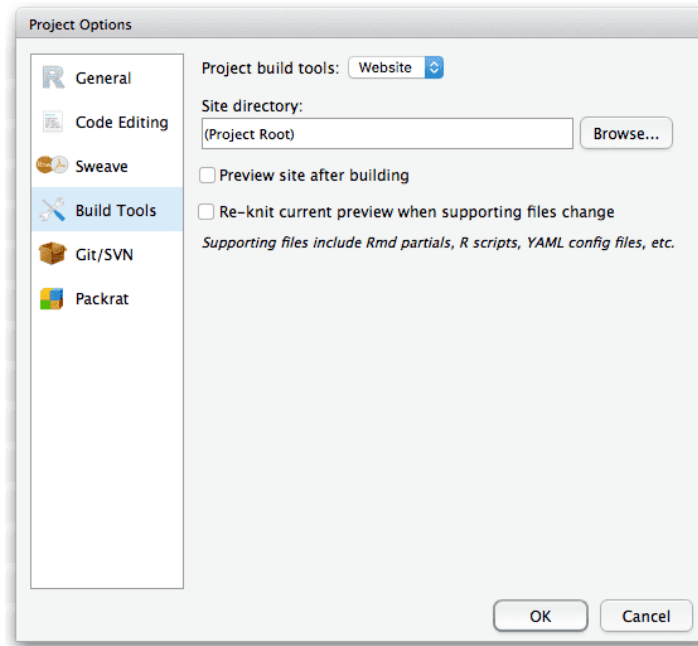 Project Options
General
Code Editing
Sweave
Build Tools
Git/SVN
Packrat
Project build tools: Website
Site directory:
(Project Root)
Browse...
Preview site after building
Re-knit current preview when supporting files change
Supporting files include Rmd partials, R scripts, YAML config files, etc.
OK
Cancel